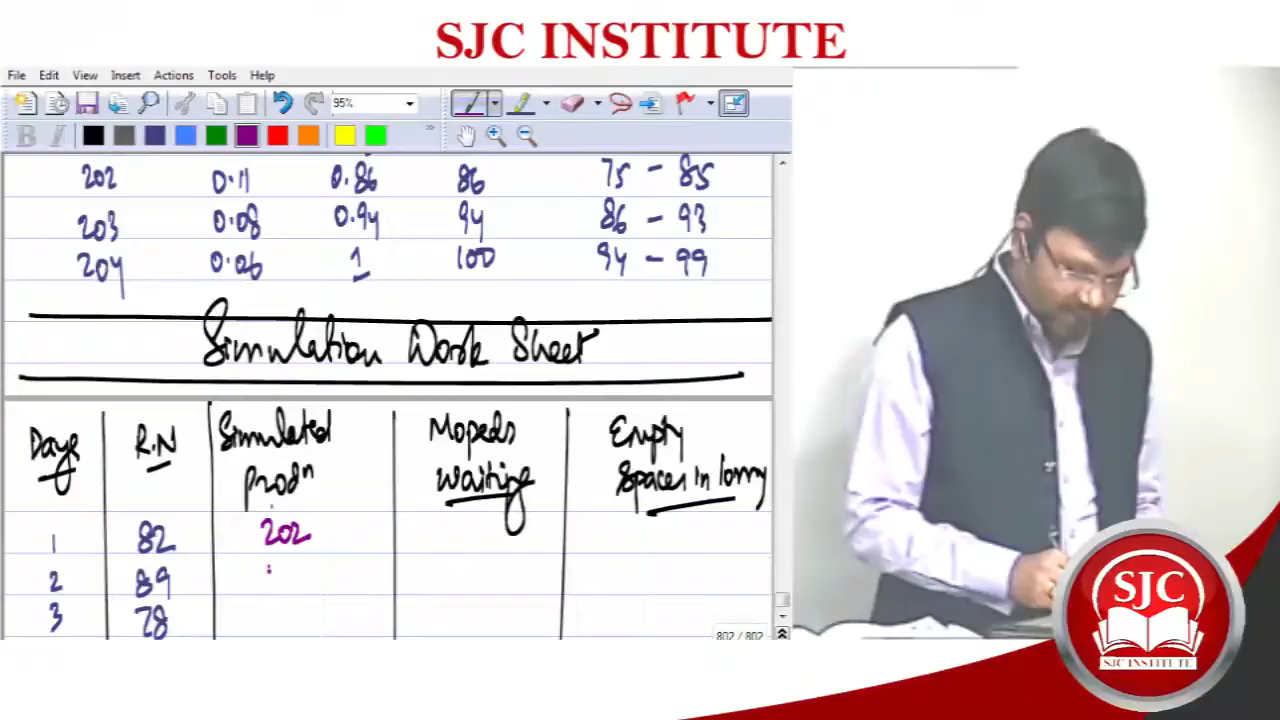 SJC INSTITUTE
File Edit View Insert Actions Tools Help
95%
B I
202 0.11 0.86 86 75 - 85
203 0.08 0.94 94 86 - 93
204 0.06 1 100 94 - 99
Simulation Work Sheet
Days R.N Simulated Prodn Mopeds Waiting Empty Spaces in lorry
1 82 202
2 89
3 78
802 / 802
SJC
SJC INSTITUTE